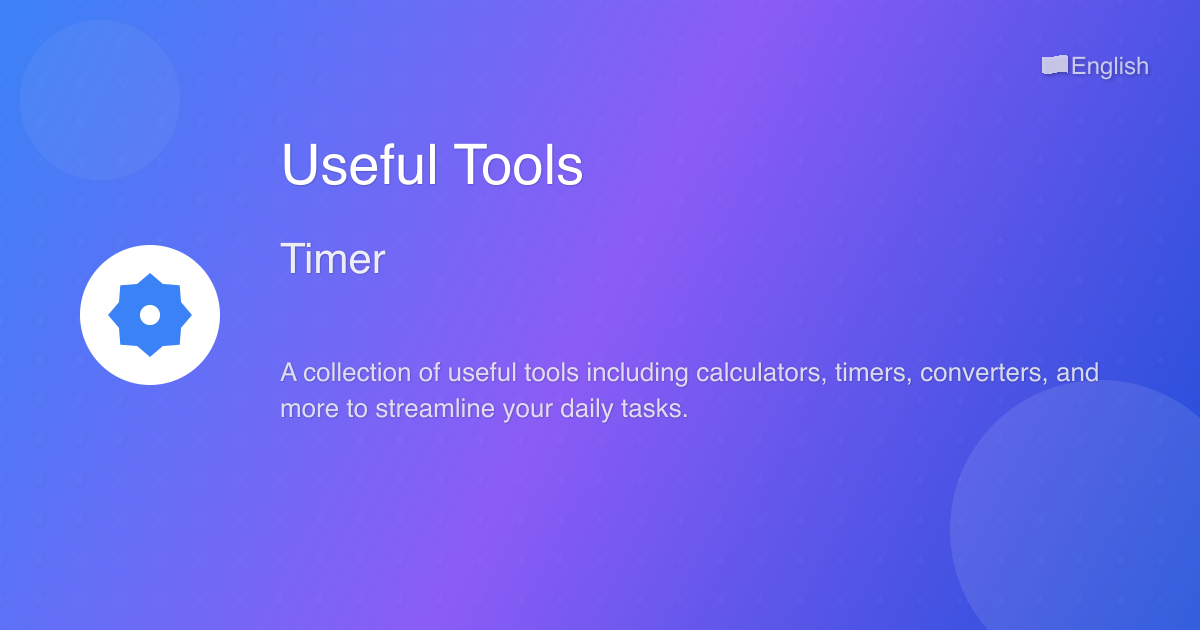 English
Useful Tools
Timer
A collection of useful tools including calculators, timers, converters, and
more to streamline your daily tasks.